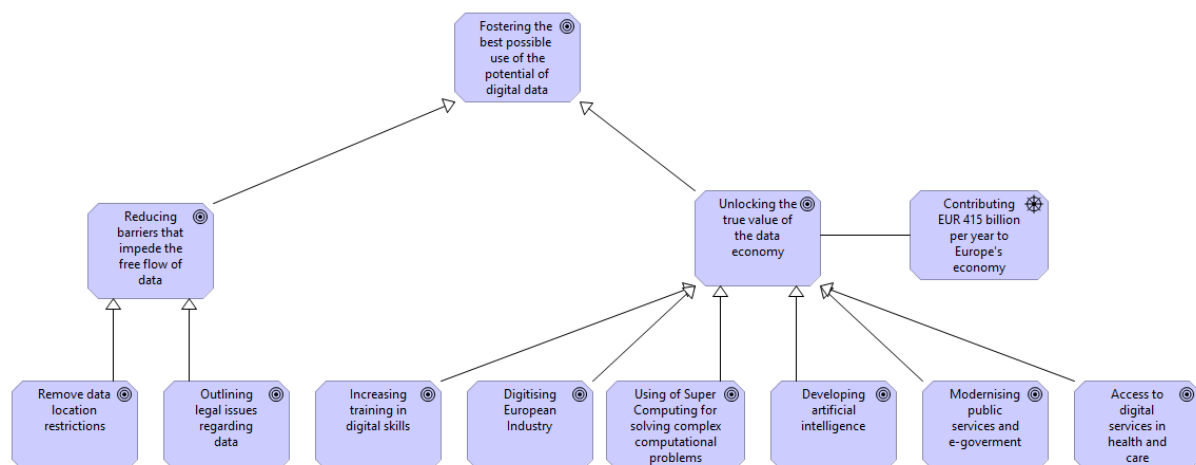 Fostering the
best possible
use of the
potential of
digital data
Reducing
barriers that
impede the
free flow of
data
Unlocking the
true value of
the data
economy
Contributing
EUR 415 billion
per year to
Europe's
economy
Remove data
location
restrictions
Outlining
legal issues
regarding
data
Increasing
training in
digital skills
Digitising
European
Industry
Using of Super
Computing for
solving complex
computational
problems
Developing
artificial
intelligence
Modernising
public
services and
e-goverment
Access to
digital
services in
health and
care